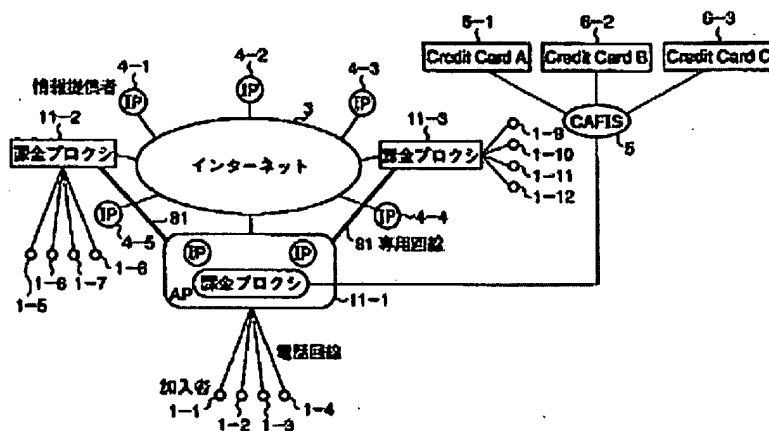 6-1
6-2
6-3
Credit Card A
Credit Card B
Credit Card C
4-1
4-2
4-3
情報提供者
IP
IP
IP
3
CAFIS
5
11-2
11-3
課金プロクシ
インターネット
課金プロクシ
1-9
1-10
1-11
1-12
IP
4-5
81
IP
4-4
81 専用回線
IP
IP
AP
課金プロクシ
11-1
1-5
1-6
1-7
1-8
電話回線
加入者
1-1
1-2
1-3
1-4